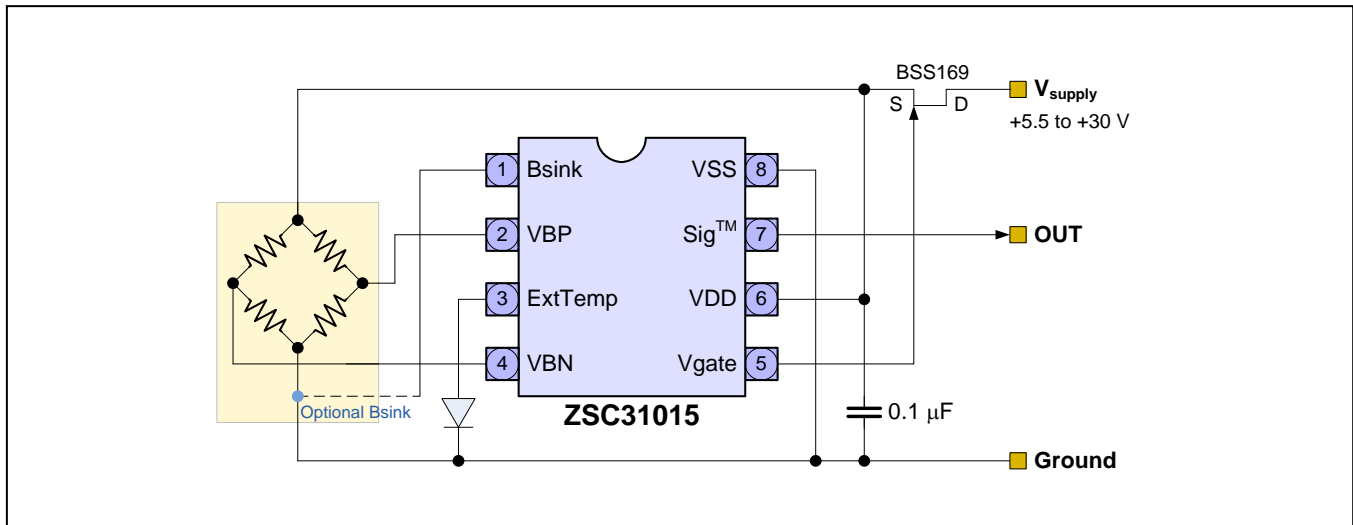 BSS169
S D
V_supply
+5.5 to +30 V
1 Bsink VSS 8
2 VBP Sig™ 7
OUT
3 ExtTemp VDD 6
4 VBN Vgate 5
Optional Bsink
ZSC31015
0.1 μF
Ground